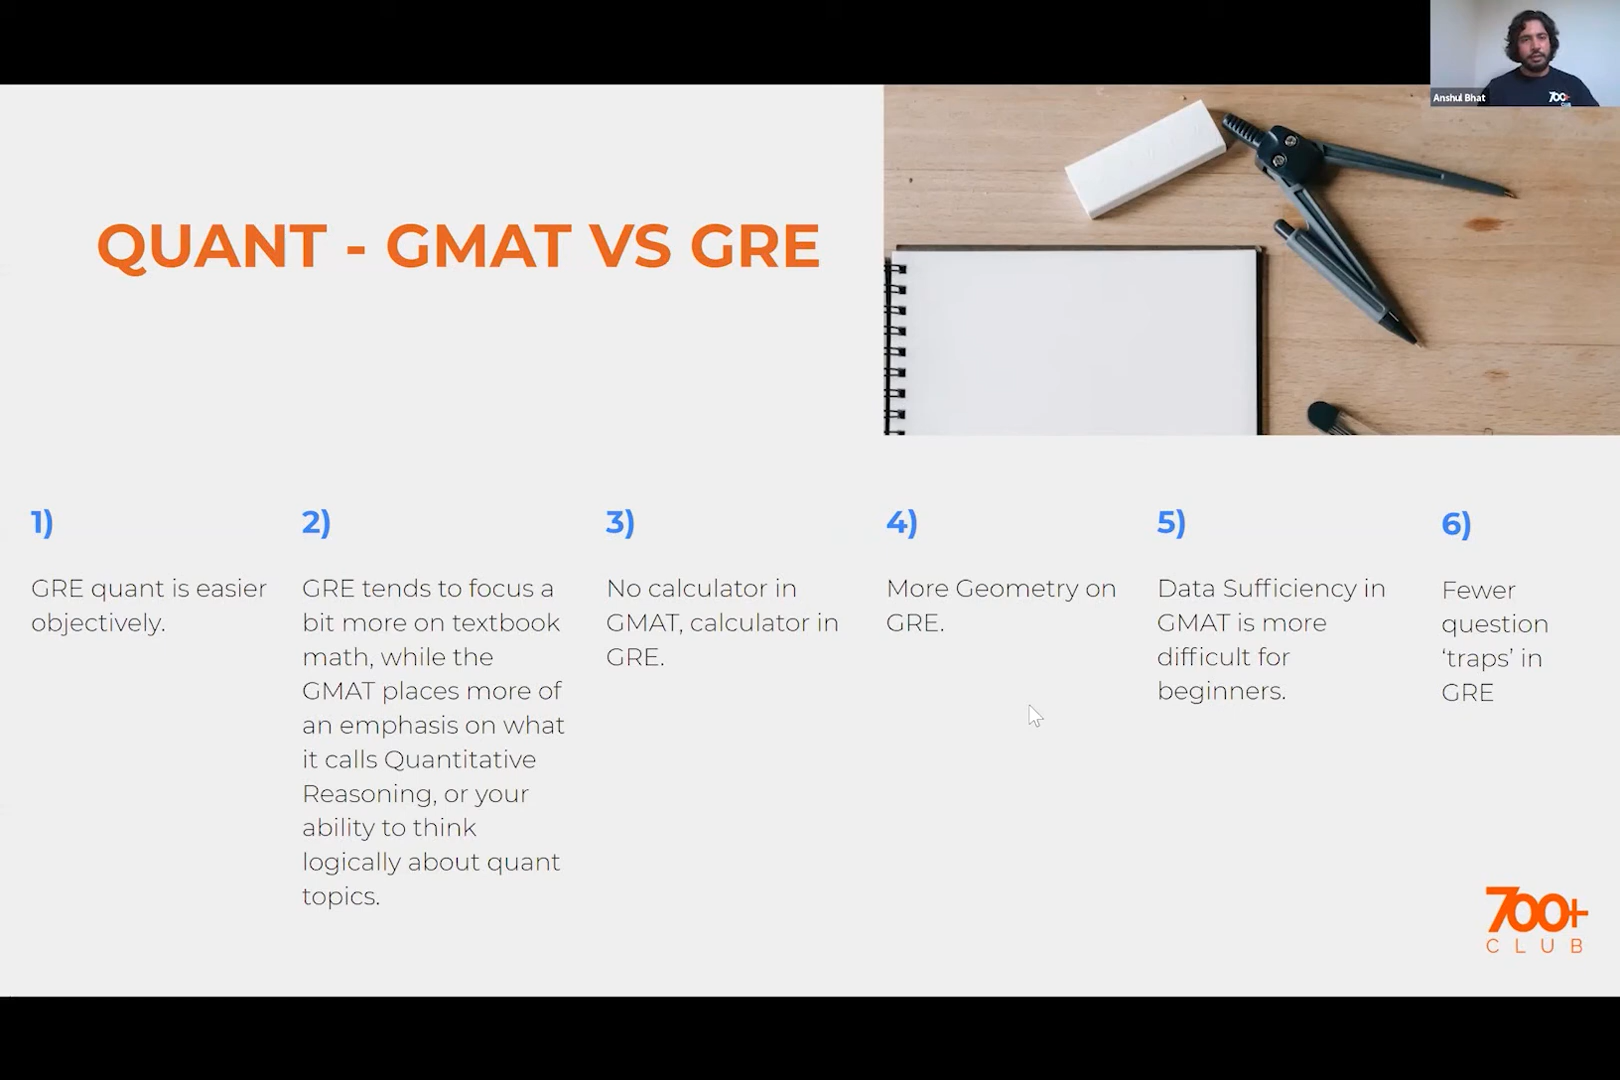 Anshul Bhat
700+
QUANT - GMAT VS GRE
1)
GRE quant is easier
objectively.
2)
GRE tends to focus a
bit more on textbook
math, while the
GMAT places more of
an emphasis on what
it calls Quantitative
Reasoning, or your
ability to think
logically about quant
topics.
3)
No calculator in
GMAT, calculator in
GRE.
4)
More Geometry on
GRE.
5)
Data Sufficiency in
GMAT is more
difficult for
beginners.
6)
Fewer
question
‘traps’ in
GRE
700+
CLUB